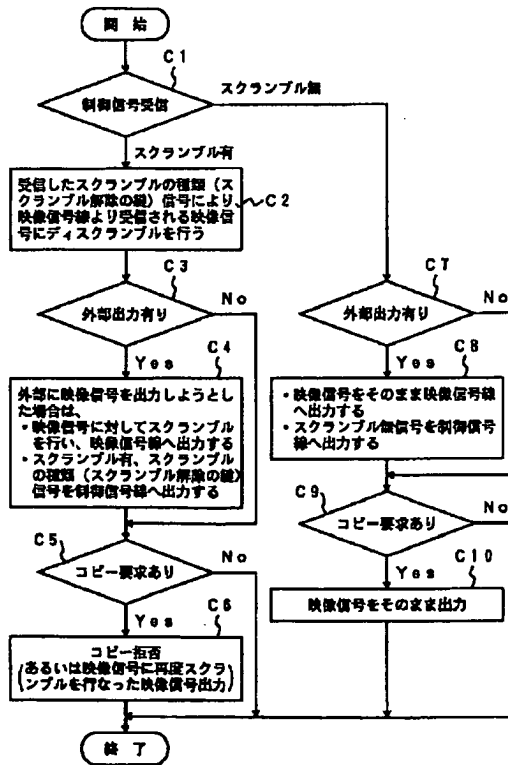 開始
C1
制御信号受信
スクランブル無
スクランブル有
受信したスクランブルの種類(ス
クランブル解除の鍵)信号により、
映像信号線より受信される映像信
号にディスクランブルを行う
C2
C3
外部出力有り
No
Yes
C4
外部に映像信号を出力しようとし
た場合は、
・映像信号に対してスクランブル
を行い、映像信号線へ出力する
・スクランブル有、スクランブル
の種類(スクランブル解除の鍵)
信号を制御信号線へ出力する
C5
コピー要求あり
No
Yes
C6
コピー拒否
(あるいは映像信号に再度スクラ
ンブルを行なった映像信号出力)
終了
C7
外部出力有り
No
Yes
C8
・映像信号をそのまま映像信号線
へ出力する
・スクランブル無信号を制御信号
線へ出力する
C9
コピー要求あり
No
Yes
C10
映像信号をそのまま出力